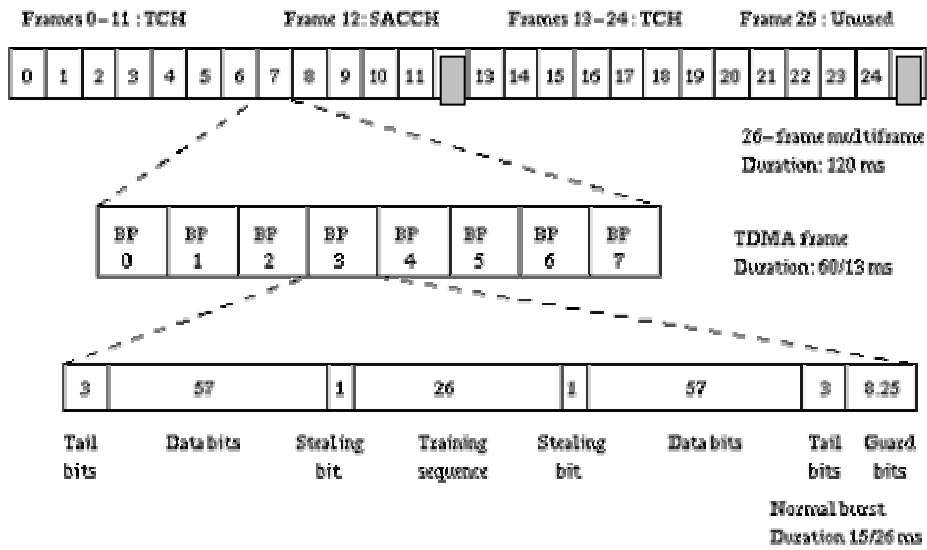 Frames 0-11 : TCH Frame 12: SACCH Frames 13-24 : TCH Frame 25 : Unused
0 1 2 3 4 5 6 7 8 9 10 11 13 14 15 16 17 18 19 20 21 22 23 24
26-frame multiframe
Duration: 120 ms
BP BP BP BP BP BP BP BP
0 1 2 3 4 5 6 7
TDMA frame
Duration: 60/13 ms
3 57 1 26 1 57 3 8.25
Tail Data bits Stealing Training Stealing Data bits Tail Guard
bits bit sequence bit bits bits
Normal burst
Duration 15/26 ms